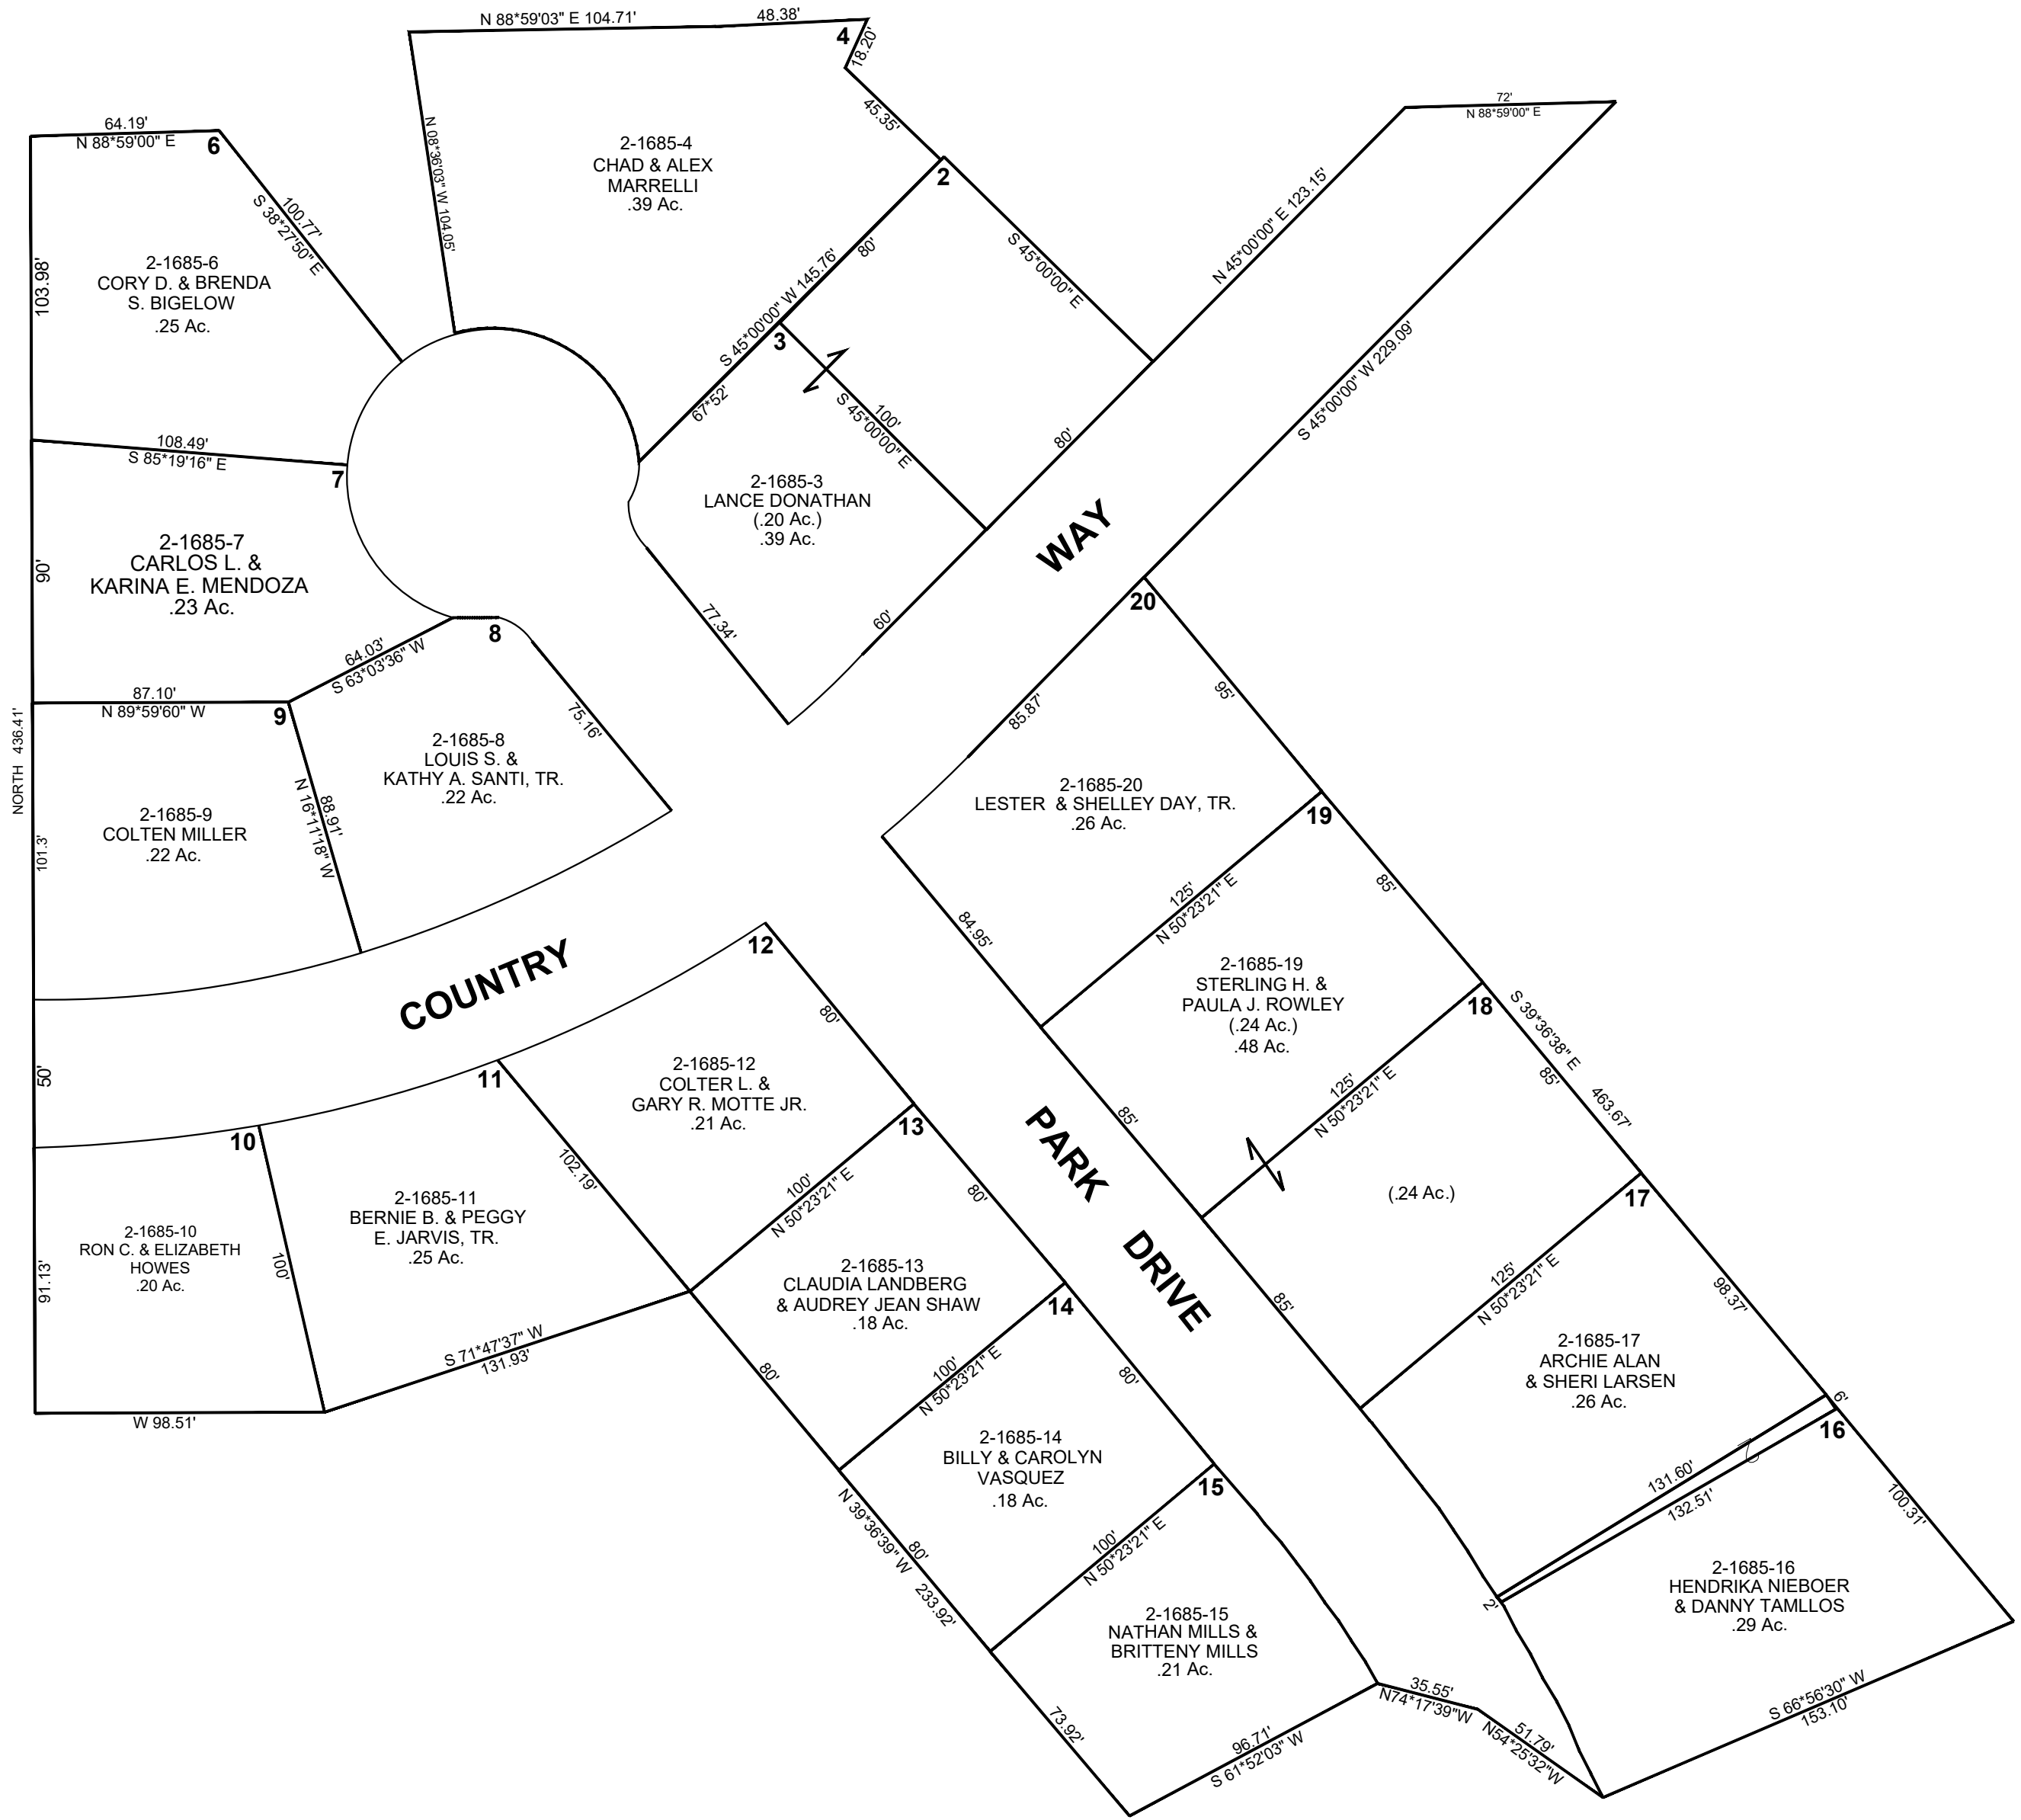 N 88°59'03" E 104.71'
48.38'
4
18.20'
45.35'
N 08*36'03" W 104.05'
2-1685-4
CHAD & ALEX
MARRELLI
.39 Ac.
72'
N 88*59'00" E
64.19'
N 88*59'00" E
6
100.77'
S 38*27'50" E
103.98'
2-1685-6
CORY D. & BRENDA
S. BIGELOW
.25 Ac.
2
80'
S 45*00'00" W 145.76'
3
67*52'
S 45*00'00" E
100'
S 45*00'00" E
80'
N 45*00'00" E 123.15'
S 45*00'00" W 229.09'
108.49'
S 85*19'16" E
7
2-1685-3
LANCE DONATHAN
(.20 Ac.)
.39 Ac.
77.34'
60'
WAY
2-1685-7
CARLOS L. &
KARINA E. MENDOZA
.23 Ac.
90'
64.03'
S 63*03'36" W
8
75.16'
87.10'
N 89*59'60" W
9
NORTH 436.41'
101.3'
2-1685-9
COLTEN MILLER
.22 Ac.
88.91'
N 16*11'18" W
2-1685-8
LOUIS S. &
KATHY A. SANTI, TR.
.22 Ac.
20
95'
85.87'
2-1685-20
LESTER & SHELLEY DAY, TR.
.26 Ac.
19
84.95'
125'
N 50*23'21" E
85'
2-1685-19
STERLING H. &
PAULA J. ROWLEY
(.24 Ac.)
.48 Ac.
18
S 39*36'38" E 463.67'
85'
85'
125'
N 50*23'21" E
(.24 Ac.)
17
COUNTRY
50'
12
80'
11
2-1685-12
COLTER L. &
GARY R. MOTTE JR.
.21 Ac.
13
PARK DRIVE
10
102.19'
100'
N 50*23'21" E
80'
2-1685-10
RON C. & ELIZABETH
HOWES
.20 Ac.
91.13'
100'
W 98.51'
2-1685-11
BERNIE B. & PEGGY
E. JARVIS, TR.
.25 Ac.
S 71*47'37" W
131.93'
2-1685-13
CLAUDIA LANDBERG
& AUDREY JEAN SHAW
.18 Ac.
14
80'
100'
N 50*23'21" E
80'
85'
125'
N 50*23'21" E
98.37'
2-1685-17
ARCHIE ALAN
& SHERI LARSEN
.26 Ac.
6'
16
131.60'
132.51'
2'
100.31'
2-1685-14
BILLY & CAROLYN
VASQUEZ
.18 Ac.
15
N 39*36'39" W 233.92'
80'
100'
N 50*23'21" E
2-1685-15
NATHAN MILLS &
BRITTENY MILLS
.21 Ac.
2-1685-16
HENDRIKA NIEBOER
& DANNY TAMLLOS
.29 Ac.
73.92'
96.71'
S 61*52'03" W
35.55'
N74*17'39"W
51.79'
N54*25'32"W
S 66*56'30" W
153.10'